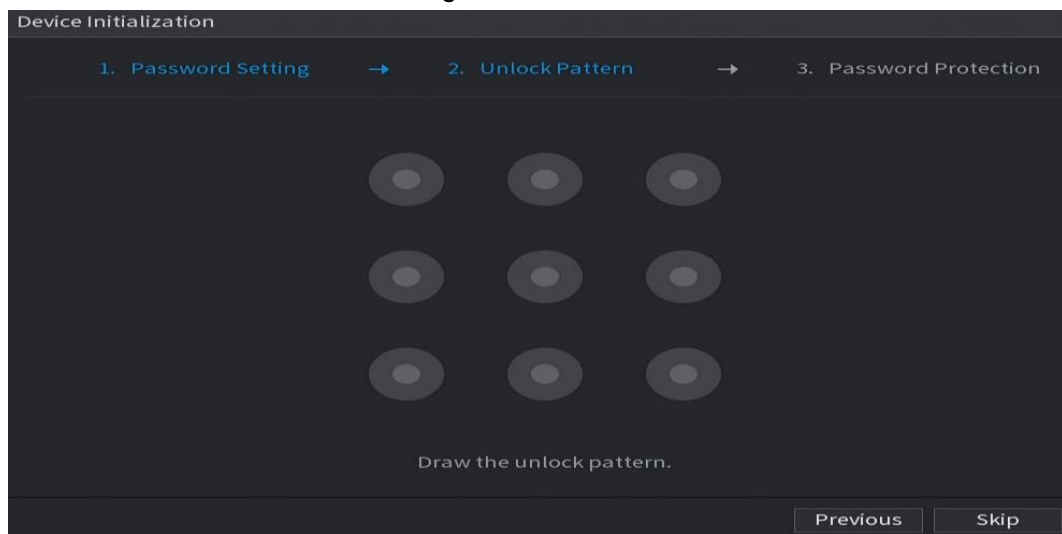 Device Initialization
1. Password Setting → 2. Unlock Pattern → 3. Password Protection
Draw the unlock pattern.
Previous Skip